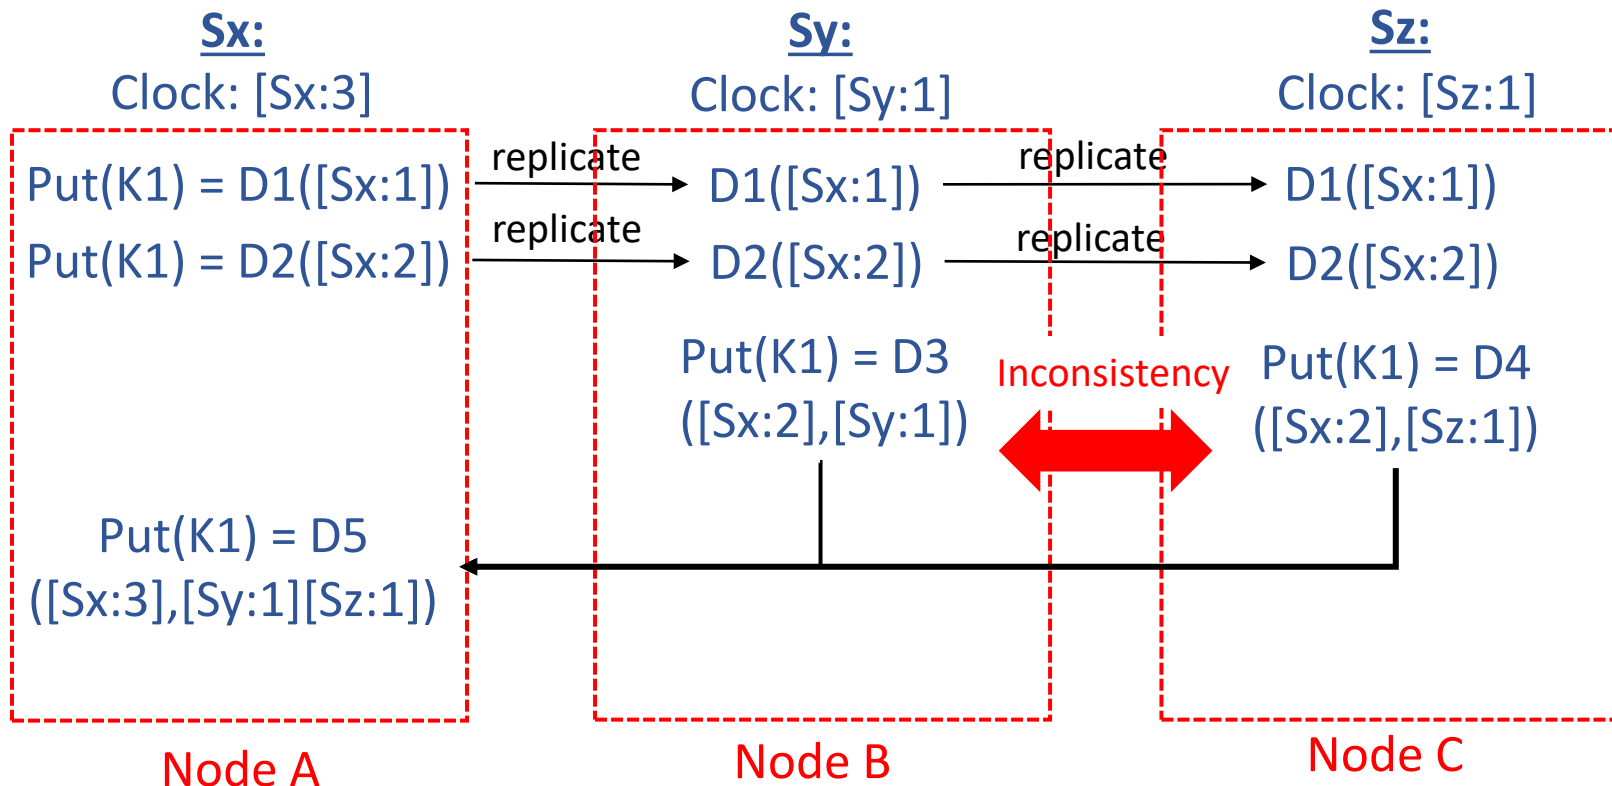 Sx:
Clock: [Sx:3]
Put(K1) = D1([Sx:1])
Put(K1) = D2([Sx:2])
Put(K1) = D5
([Sx:3],[Sy:1][Sz:1])
Node A
replicate
replicate
Sy:
Clock: [Sy:1]
D1([Sx:1])
D2([Sx:2])
Put(K1) = D3
([Sx:2],[Sy:1])
Node B
replicate
replicate
Inconsistency
Sz:
Clock: [Sz:1]
D1([Sx:1])
D2([Sx:2])
Put(K1) = D4
([Sx:2],[Sz:1])
Node C